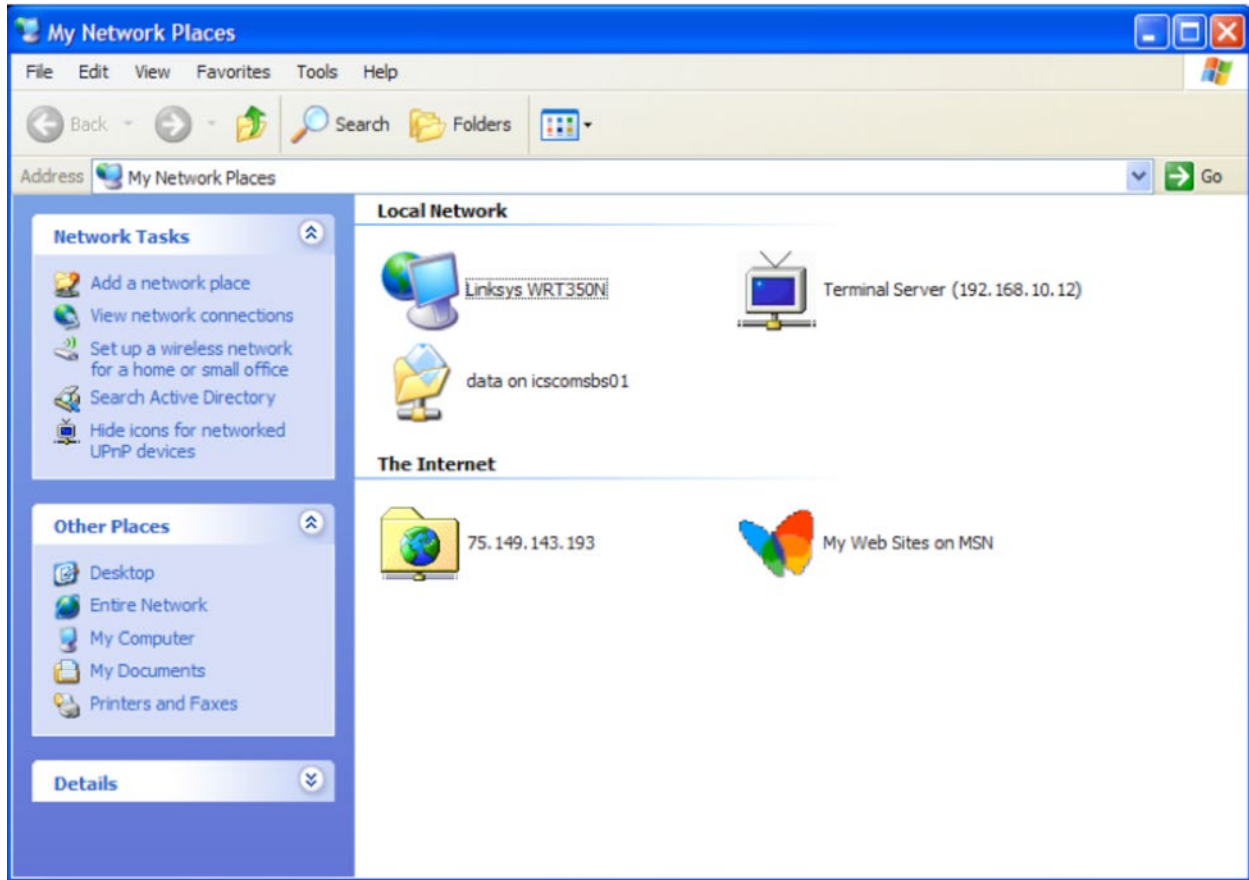 My Network Places
File Edit View Favorites Tools Help
Back Search Folders
Address My Network Places Go
Network Tasks
Add a network place
View network connections
Set up a wireless network
for a home or small office
Search Active Directory
Hide icons for networked
UPnP devices
Other Places
Desktop
Entire Network
My Computer
My Documents
Printers and Faxes
Details
Local Network
Linksys WRT350N
Terminal Server (192.168.10.12)
data on icscomsbs01
The Internet
75.149.143.193
My Web Sites on MSN